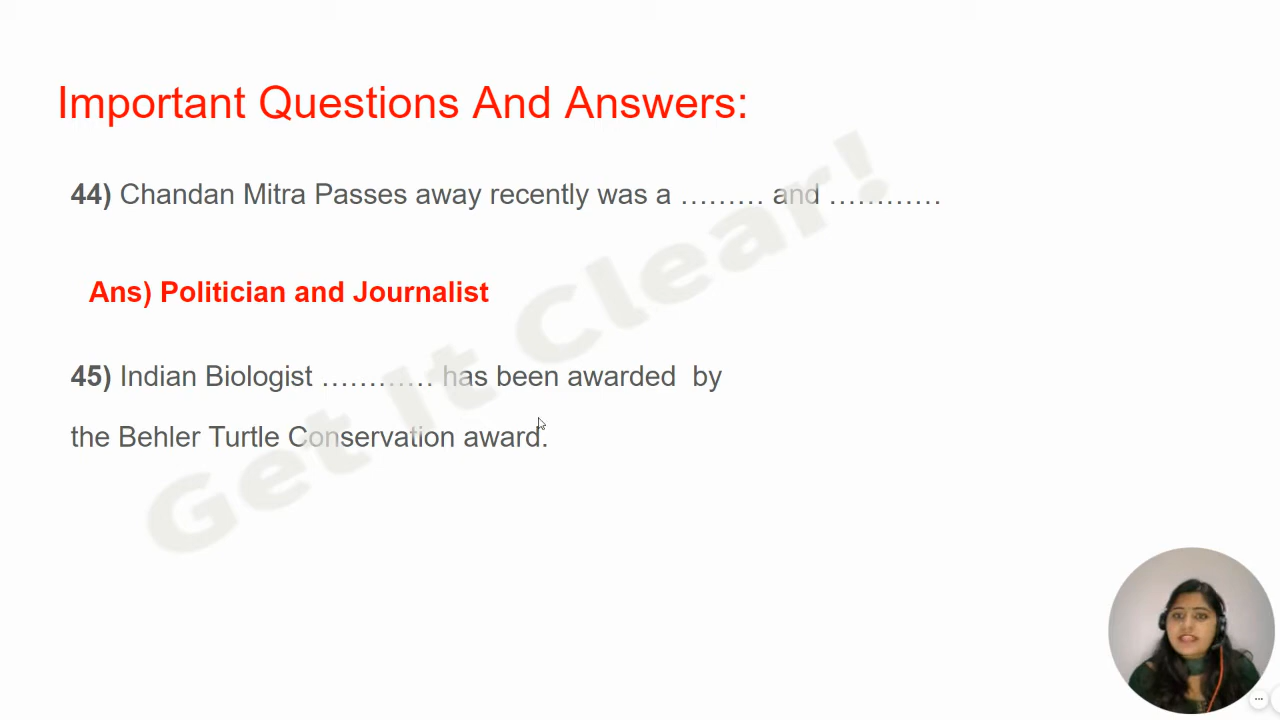 Important Questions And Answers:
44) Chandan Mitra Passes away recently was a ……… and …………
Ans) Politician and Journalist
45) Indian Biologist ………… has been awarded by
the Behler Turtle Conservation award.
Get It Clear!